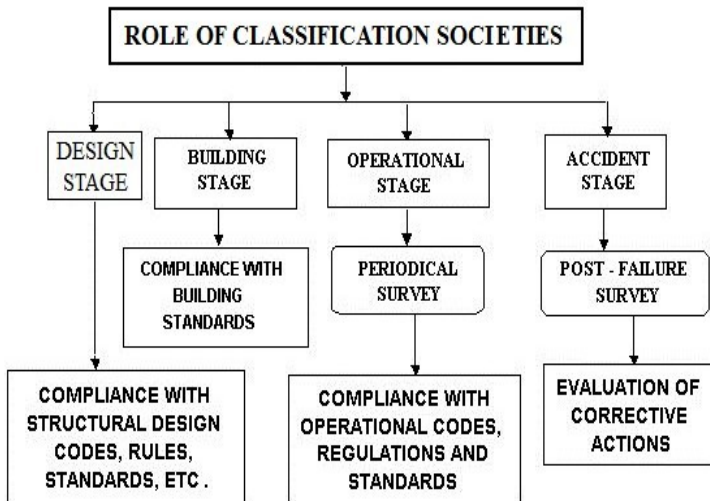 ROLE OF CLASSIFICATION SOCIETIES
DESIGN
STAGE
BUILDING
STAGE
OPERATIONAL
STAGE
ACCIDENT
STAGE
COMPLIANCE WITH
BUILDING
STANDARDS
PERIODICAL
SURVEY
POST - FAILURE
SURVEY
COMPLIANCE WITH
STRUCTURAL DESIGN
CODES, RULES,
STANDARDS, ETC .
COMPLIANCE WITH
OPERATIONAL CODES,
REGULATIONS AND
STANDARDS
EVALUATION OF
CORRECTIVE
ACTIONS